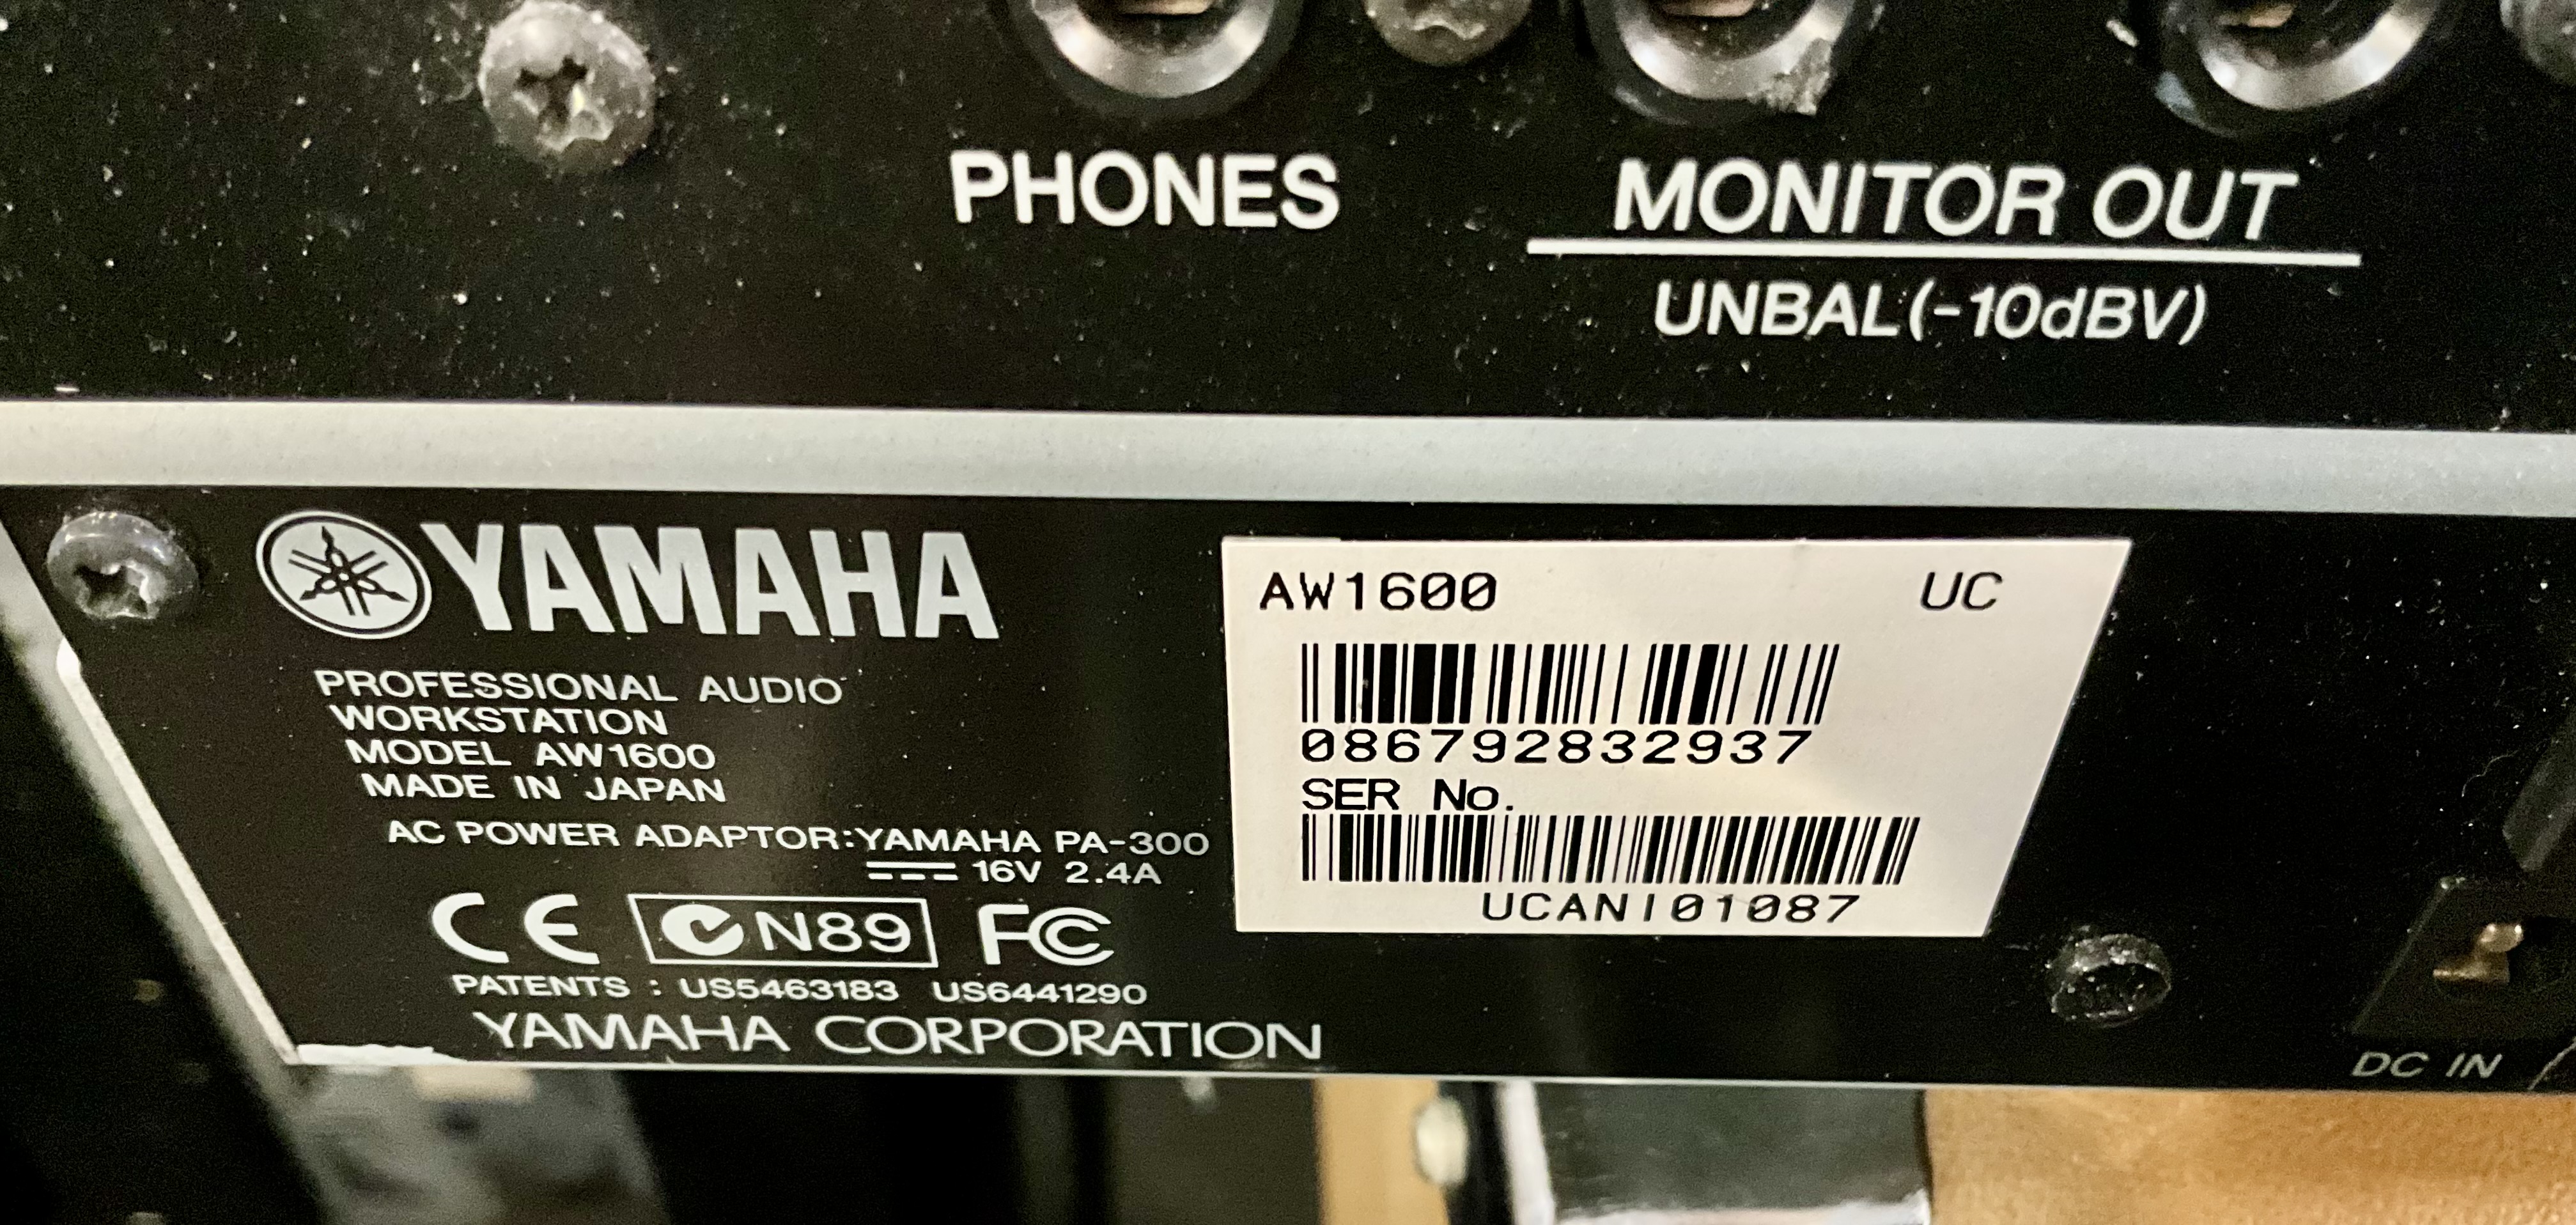 PHONES
MONITOR OUT
UNBAL(-10dBV)
YAMAHA
PROFESSIONAL AUDIO
WORKSTATION
MODEL AW1600
MADE IN JAPAN
AC POWER ADAPTOR:YAMAHA PA-300
16V 2.4A
CE N89 FC
PATENTS : US5463183 US6441290
YAMAHA CORPORATION
AW1600 UC
086792832937
SER No.
UCANI01087
DC IN